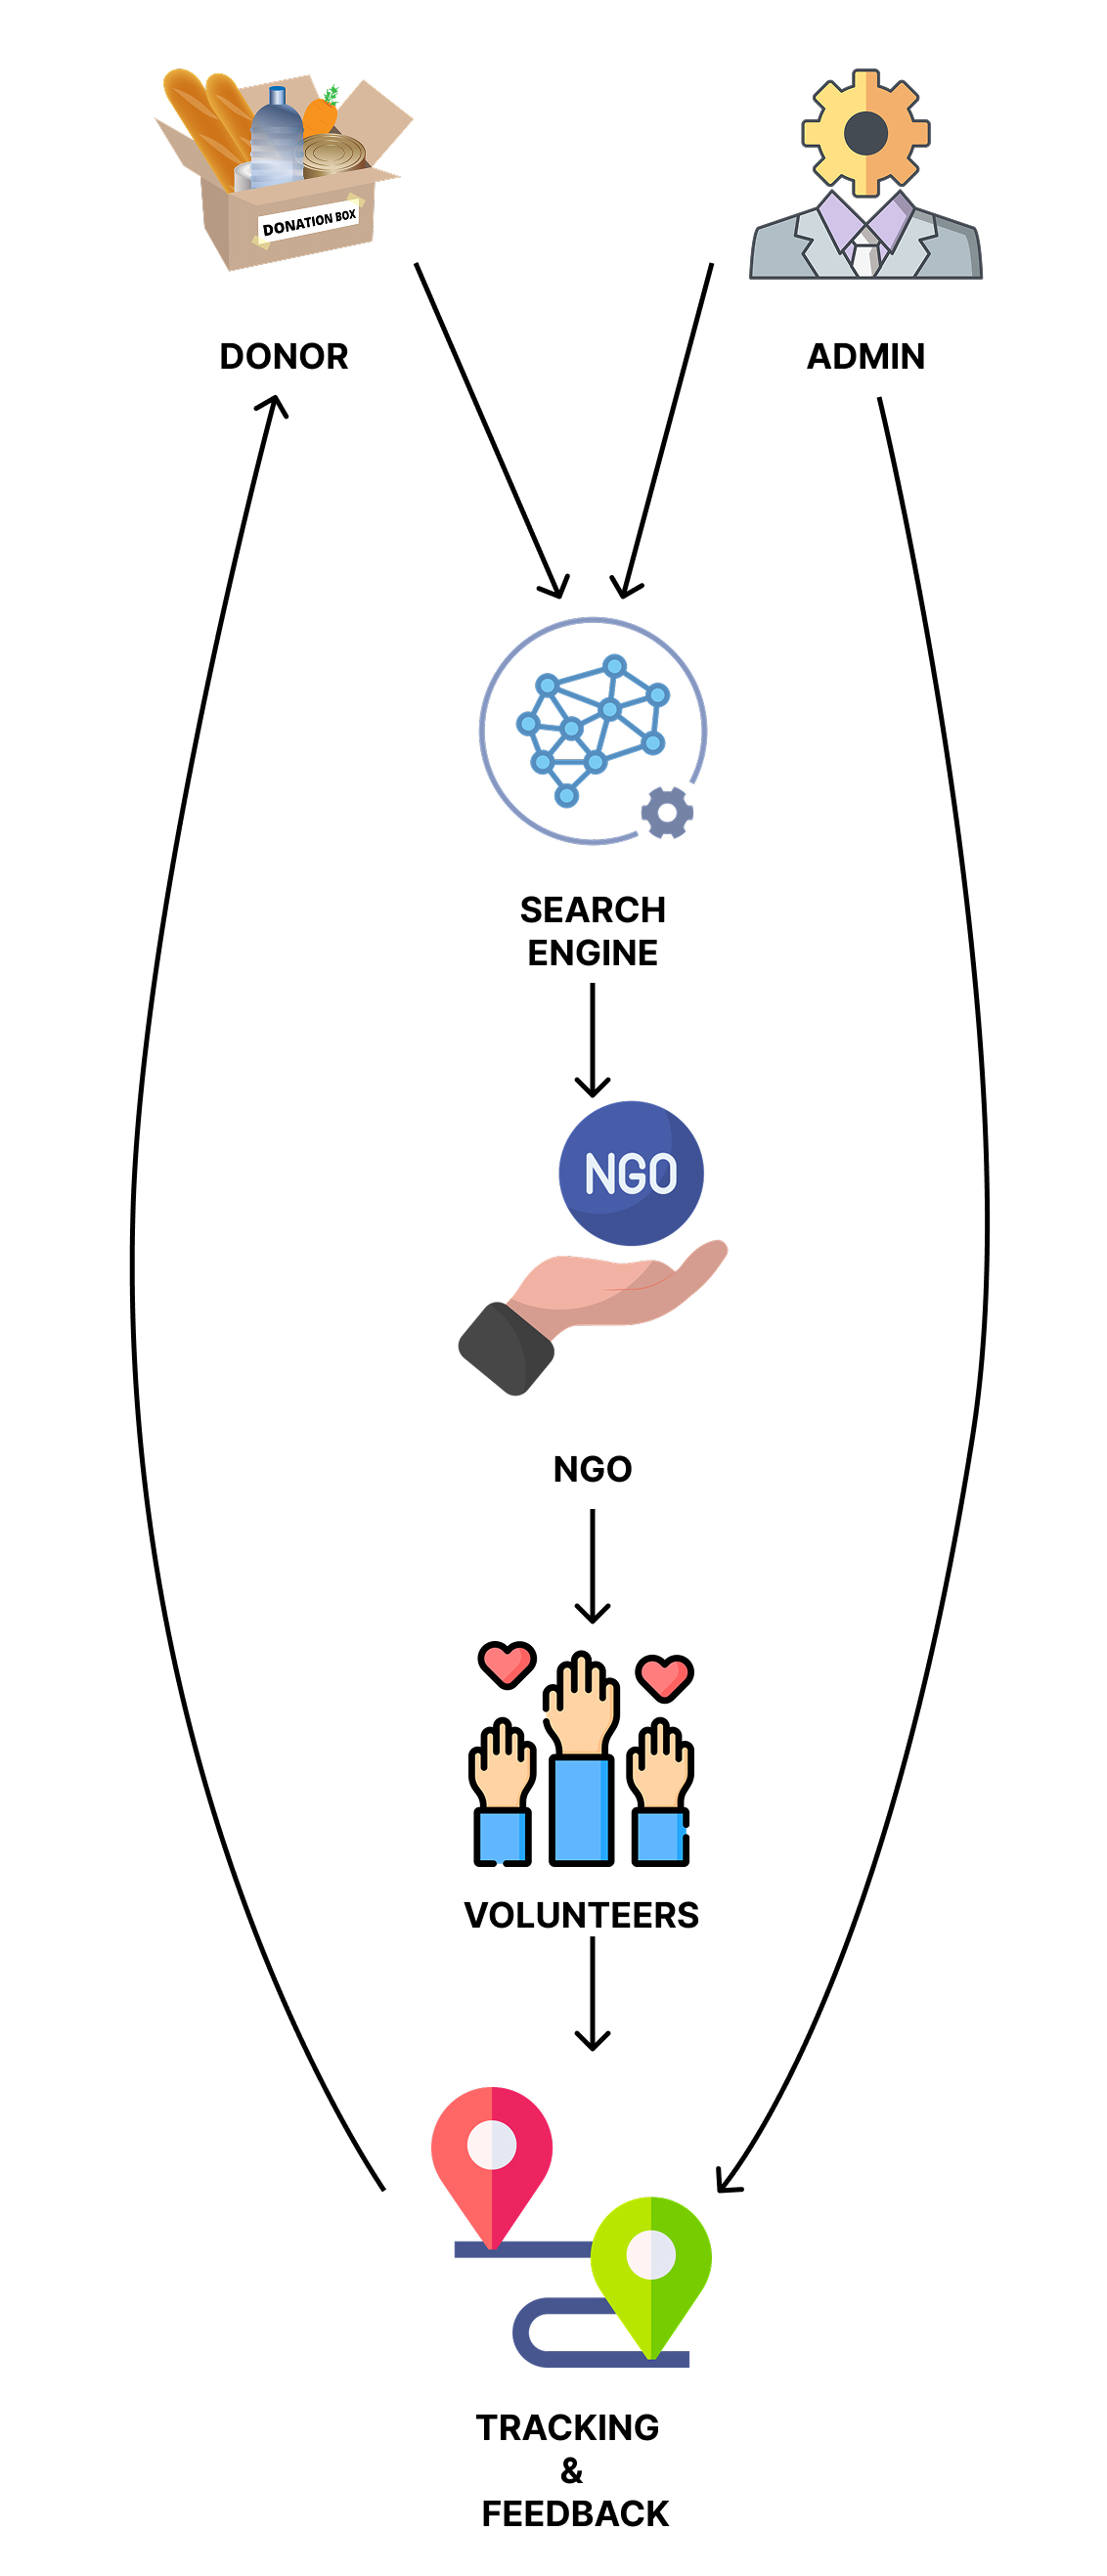 DONATION BOX
DONOR
ADMIN
SEARCH
ENGINE
NGO
NGO
VOLUNTEERS
TRACKING
&
FEEDBACK